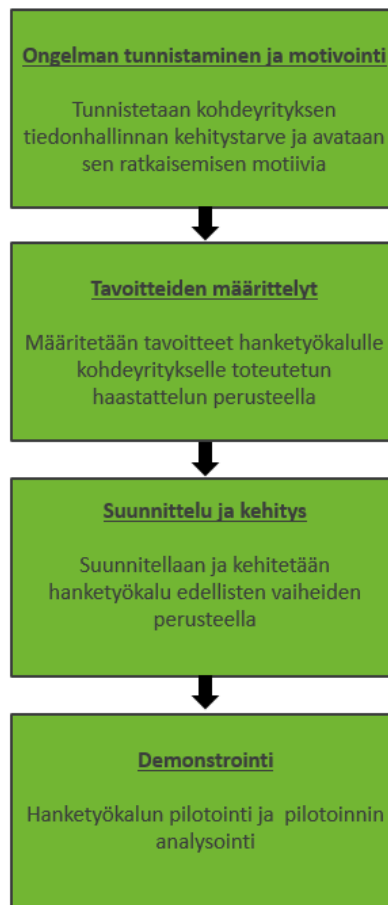 Ongelman tunnistaminen ja motivointi
Tunnistetaan kohdeyrityksen
tiedonhallinnan kehitystarve ja avataan
sen ratkaisemisen motiivia
Tavoitteiden määrittelyt
Määritetään tavoitteet hanketyökalulle
kohdeyritykselle toteutetun
haastattelun perusteella
Suunnittelu ja kehitys
Suunnitellaan ja kehitetään
hanketyökalu edellisten vaiheiden
perusteella
Demonstrointi
Hanketyökalun pilotointi ja pilotoinnin
analysointi